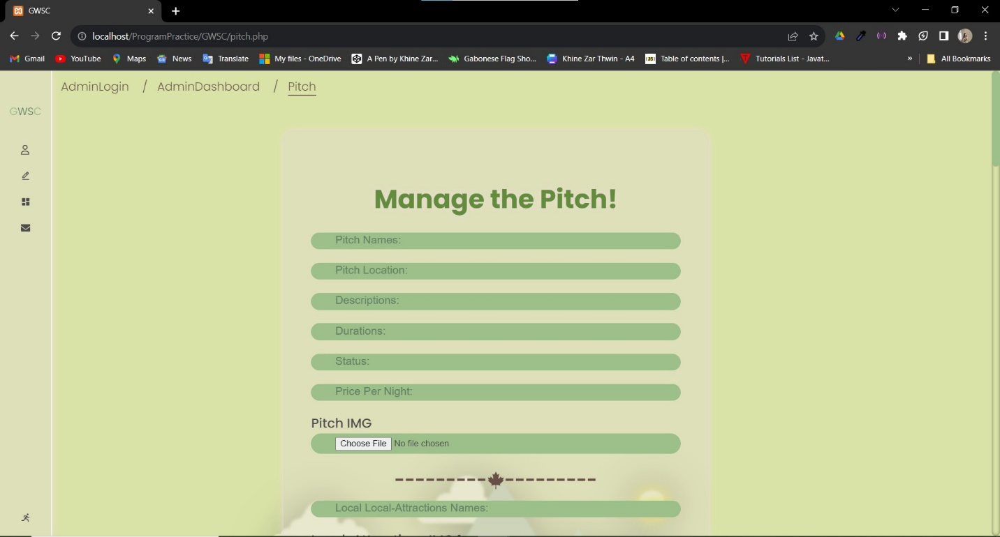 GWSC
localhost/ProgramPractice/GWSC/pitch.php
Gmail YouTube Maps News Translate My files - OneDrive A Pen by Khine Zar... Gabonese Flag Sho... Khine Zar Thwin - A4 Table of contents |... Tutorials List - Javat... » All Bookmarks
AdminLogin / AdminDashboard / Pitch
GWSC
Manage the Pitch!
Pitch Names:
Pitch Location:
Descriptions:
Durations:
Status:
Price Per Night:
Pitch IMG
Choose File No file chosen
Local Local-Attractions Names: